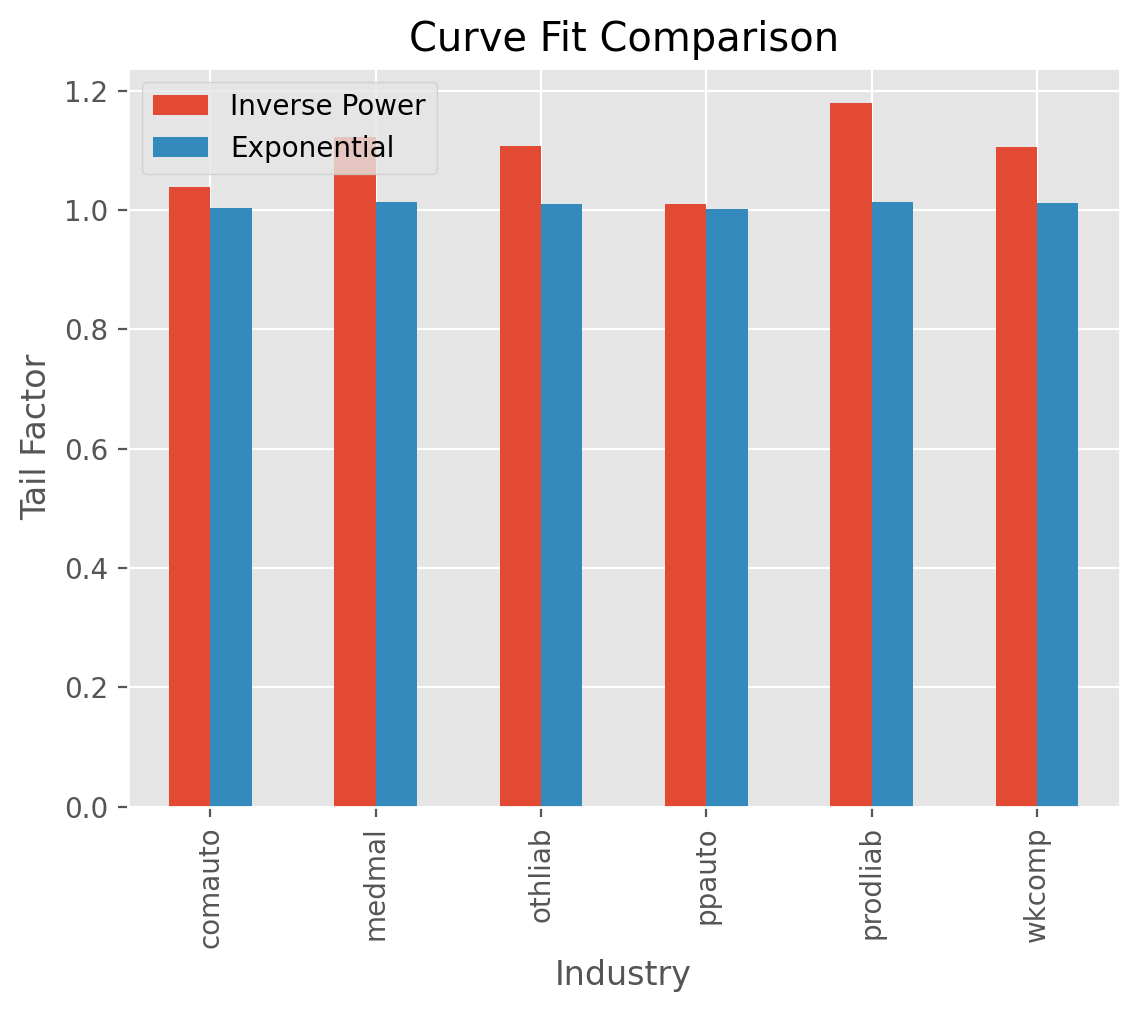 Curve Fit Comparison
Inverse Power
Exponential
1.2
1.0
0.8
0.6
0.4
0.2
0.0
Tail Factor
comauto
medmal
othliab
ppauto
prodliab
wkcomp
Industry